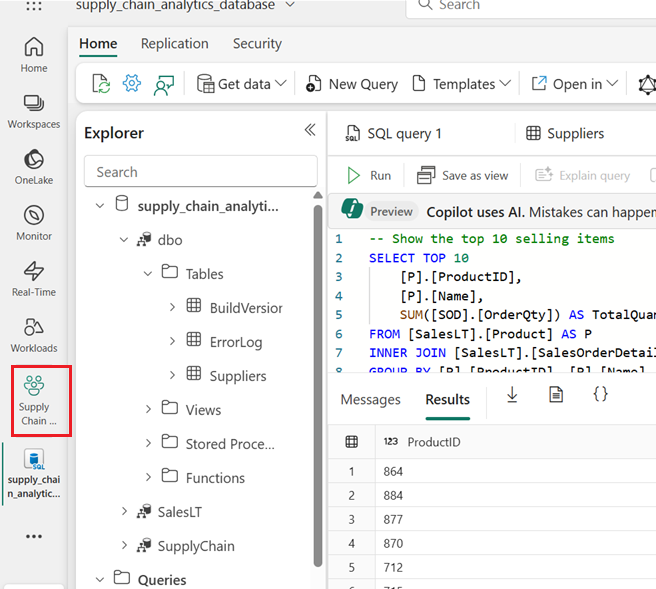 supply_chain_analytics_database
Search
Home
Workspaces
OneLake
Monitor
Real-Time
Workloads
Supply
Chain ...
SQL
supply_chai
n_analytic...
Home
Replication
Security
Get data
New Query
Templates
Open in
Explorer
Search
supply_chain_analyti...
dbo
Tables
BuildVersior
ErrorLog
Suppliers
Views
Stored Proce...
Functions
SalesLT
SupplyChain
Queries
SQL
SQL query 1
Suppliers
Run
Save as view
Explain query
Preview
Copilot uses AI. Mistakes can happen
1 -- Show the top 10 selling items
2 SELECT TOP 10
3 [P].[ProductID],
4 [P].[Name],
5 SUM([SOD].[OrderQty]) AS TotalQuan
6 FROM [SalesLT].[Product] AS P
7 INNER JOIN [SalesLT].[SalesOrderDetail
8 GROUP BY [P].[ProductID], [P].[Name]
Messages
Results
{}
123 ProductID
1 864
2 884
3 877
4 870
5 712
715